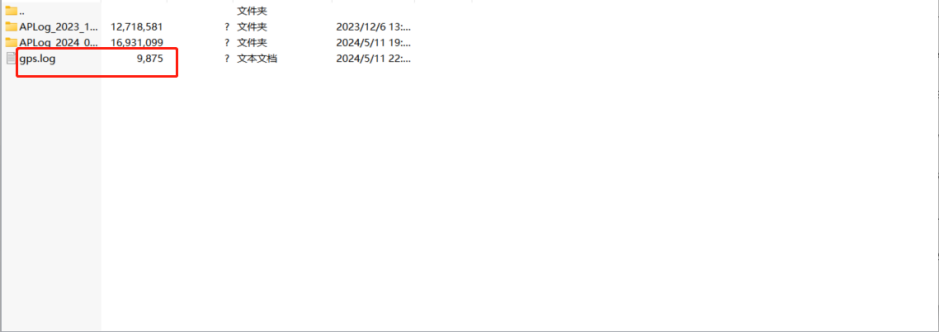 .. 文件夹
APLog_2023_1... 12,718,581 ? 文件夹 2023/12/6 13:...
APLog_2024_0... 16,931,099 ? 文件夹 2024/5/11 19:...
gps.log 9,875 ? 文本文档 2024/5/11 22:...